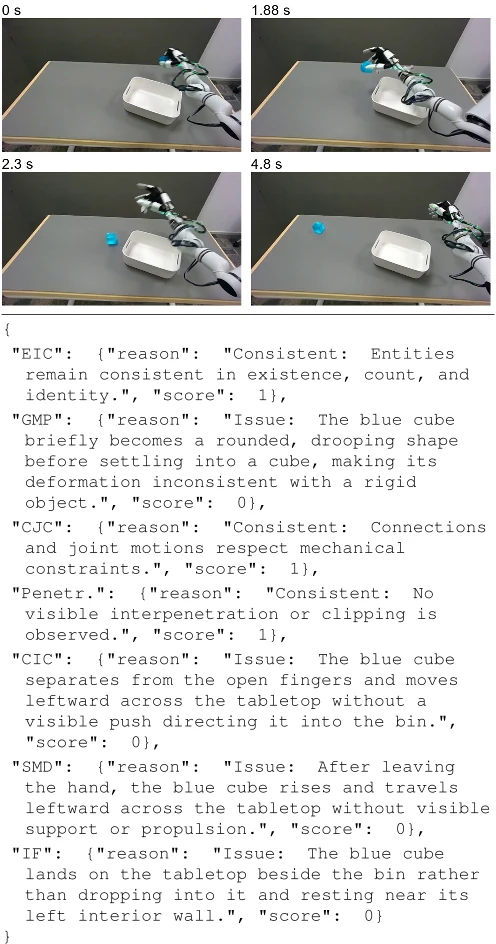 0 s
1.88 s
2.3 s
4.8 s
{
"EIC": {"reason": "Consistent: Entities
remain consistent in existence, count, and
identity.", "score": 1},
"GMP": {"reason": "Issue: The blue cube
briefly becomes a rounded, drooping shape
before settling into a cube, making its
deformation inconsistent with a rigid
object.", "score": 0},
"CJC": {"reason": "Consistent: Connections
and joint motions respect mechanical
constraints.", "score": 1},
"Penetr.": {"reason": "Consistent: No
visible interpenetration or clipping is
observed.", "score": 1},
"CIC": {"reason": "Issue: The blue cube
separates from the open fingers and moves
leftward across the tabletop without a
visible push directing it into the bin.",
"score": 0},
"SMD": {"reason": "Issue: After leaving
the hand, the blue cube rises and travels
leftward across the tabletop without visible
support or propulsion.", "score": 0},
"IF": {"reason": "Issue: The blue cube
lands on the tabletop beside the bin rather
than dropping into it and resting near its
left interior wall.", "score": 0}
}